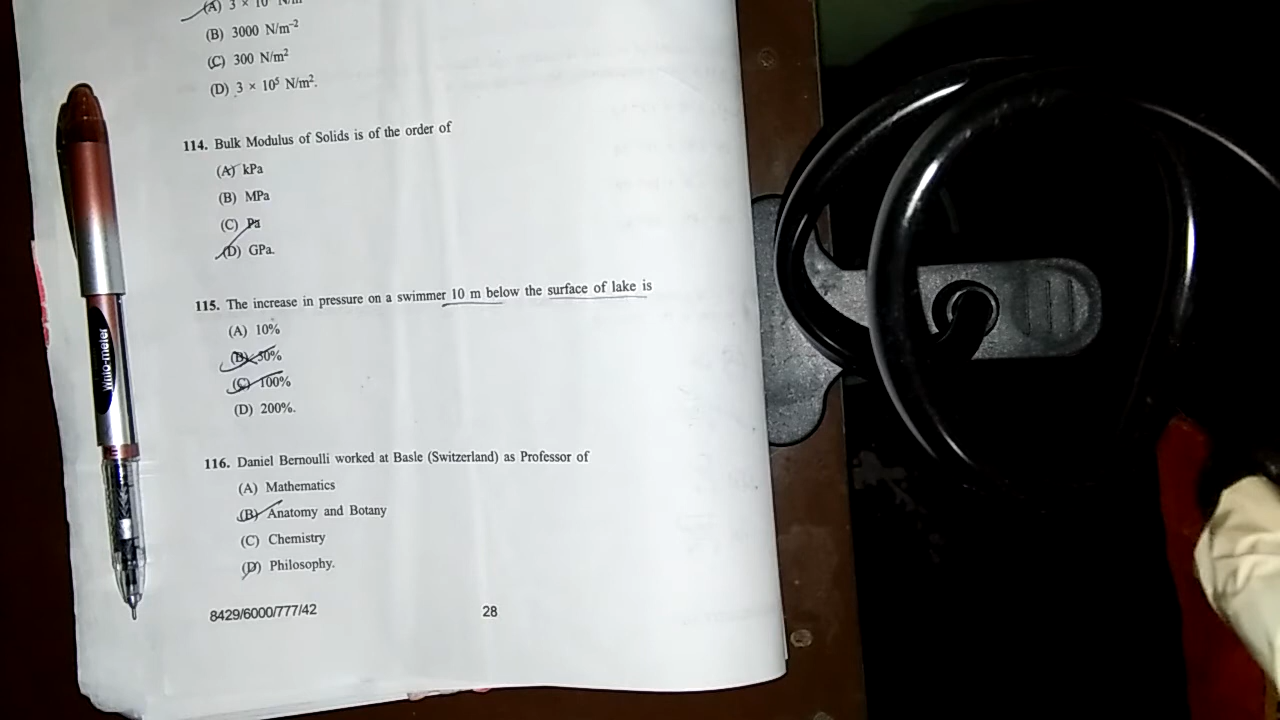 (A) 3 × 10
(B) 3000 N/m⁻²
(C) 300 N/m²
(D) 3 × 10⁵ N/m².
114. Bulk Modulus of Solids is of the order of
(A) kPa
(B) MPa
(C) Pa
(D) GPa.
115. The increase in pressure on a swimmer 10 m below the surface of lake is
(A) 10%
(B) 50%
(C) 100%
(D) 200%.
116. Daniel Bernoulli worked at Basle (Switzerland) as Professor of
(A) Mathematics
(B) Anatomy and Botany
(C) Chemistry
(D) Philosophy.
8429/6000/777/42
28